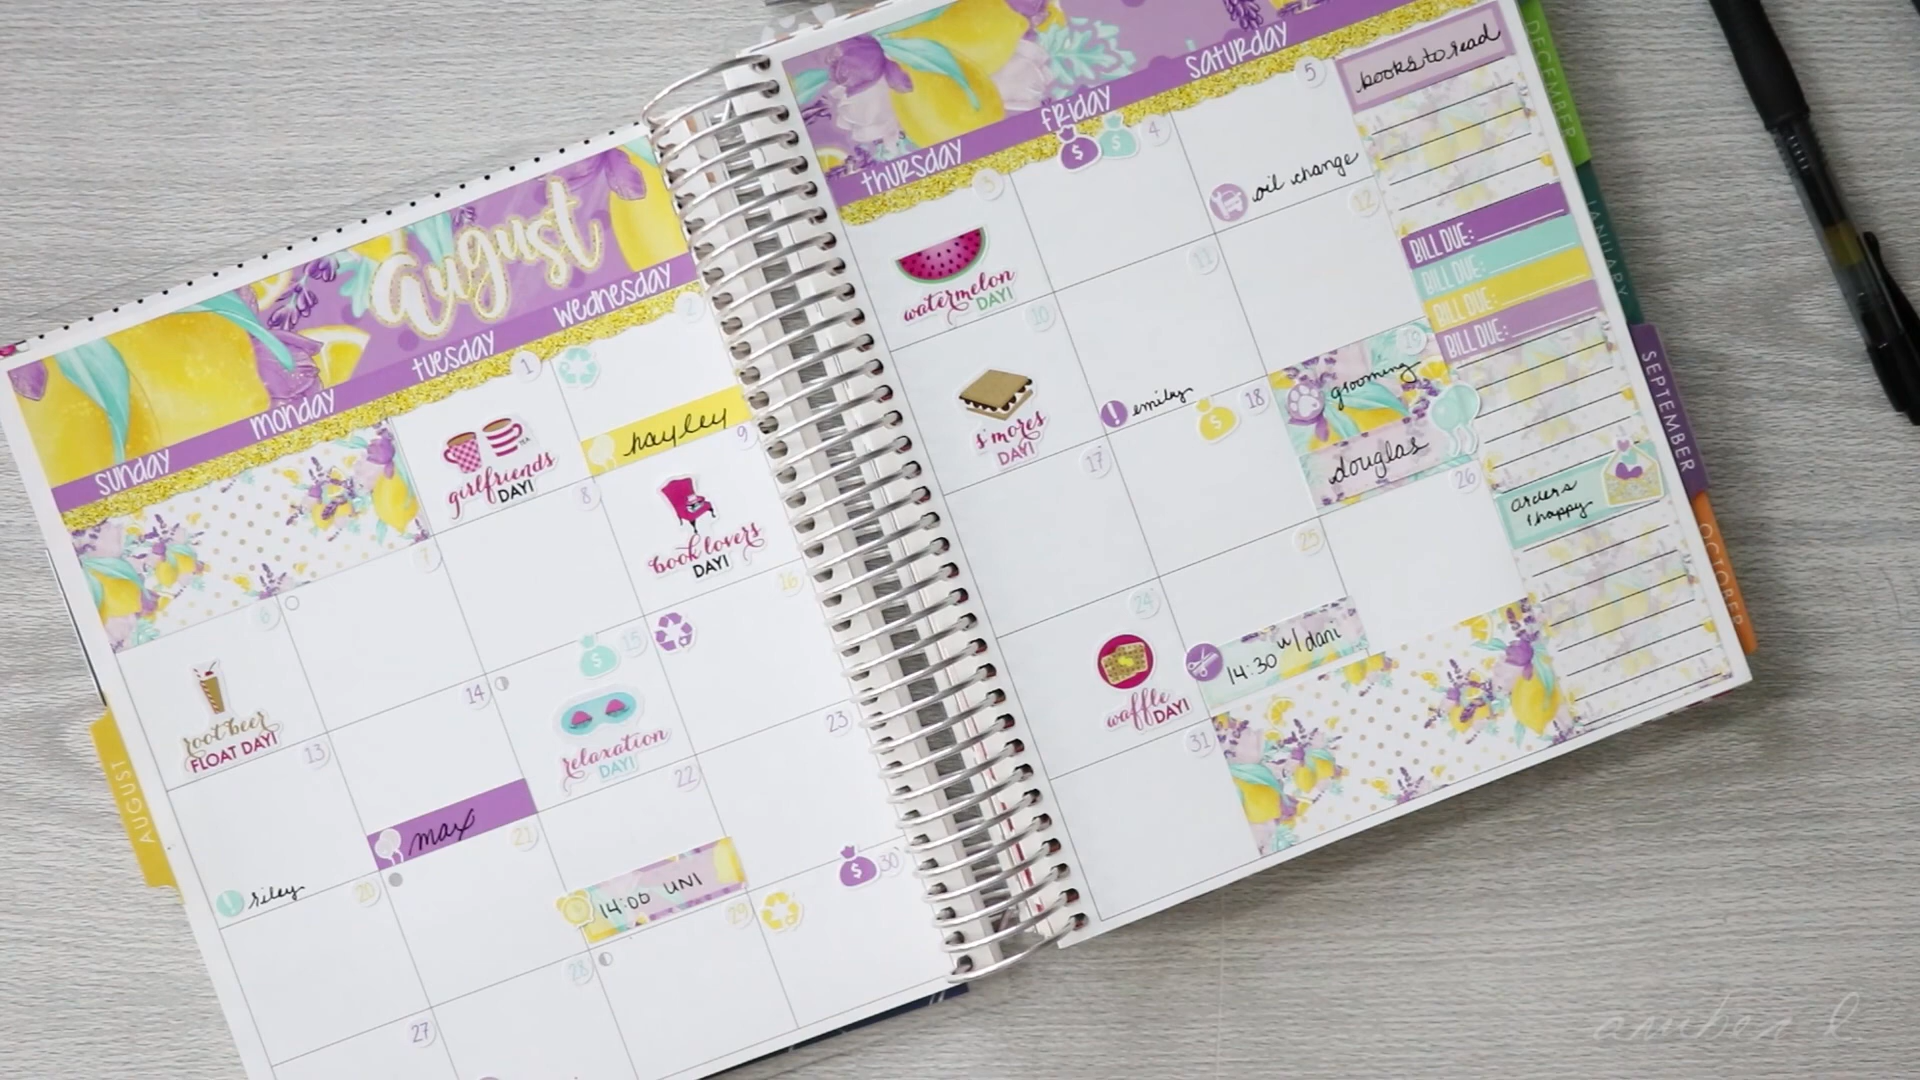 august
sunday
monday
tuesday
wednesday
1
2
girlfriends
DAY!
TEA
hayley
6
7
8
9
root beer
FLOAT DAY!
book lovers
DAY!
13
14
15
16
riley
max
relaxation
DAY!
20
21
22
23
14:00 UNI
27
28
29
30
AUGUST
thursday
friday
saturday
3
4
5
watermelon
DAY!
oil change
10
11
12
s'mores
DAY!
emily
17
18
19
grooming
douglas
24
25
26
waffle
DAY!
14:30 w/ dani
31
books to read
BILL DUE:
BILL DUE:
BILL DUE:
BILL DUE:
orders
DECEMBER
JANUARY
SEPTEMBER
OCTOBER
amber l.